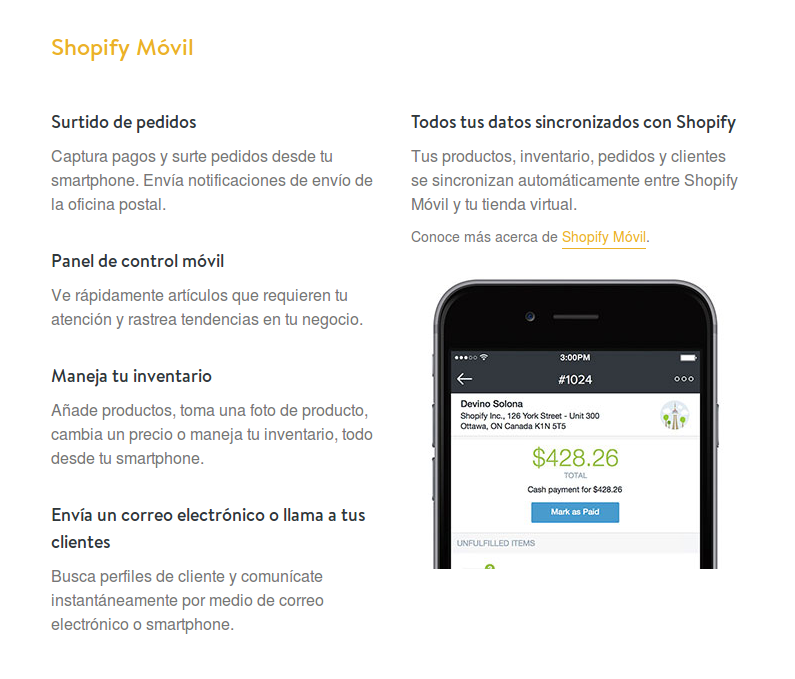 Shopify Móvil
Surtido de pedidos
Captura pagos y surte pedidos desde tu
smartphone. Envía notificaciones de envío de
la oficina postal.
Panel de control móvil
Ve rápidamente artículos que requieren tu
atención y rastrea tendencias en tu negocio.
Maneja tu inventario
Añade productos, toma una foto de producto,
cambia un precio o maneja tu inventario, todo
desde tu smartphone.
Envía un correo electrónico o llama a tus
clientes
Busca perfiles de cliente y comunícate
instantáneamente por medio de correo
electrónico o smartphone.
Todos tus datos sincronizados con Shopify
Tus productos, inventario, pedidos y clientes
se sincronizan automáticamente entre Shopify
Móvil y tu tienda virtual.
Conoce más acerca de Shopify Móvil.
3:00PM
#1024
Devino Solona
Shopify Inc., 126 York Street - Unit 300
Ottawa, ON Canada K1N 5T5
$428.26
TOTAL
Cash payment for $428.26
Mark as Paid
UNFULFILLED ITEMS